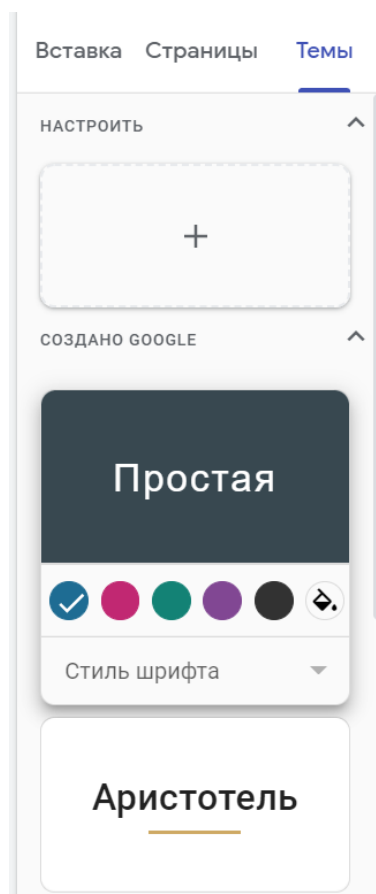 Вставка Страницы Темы
НАСТРОИТЬ
СОЗДАНО GOOGLE
Простая
Стиль шрифта
Аристотель